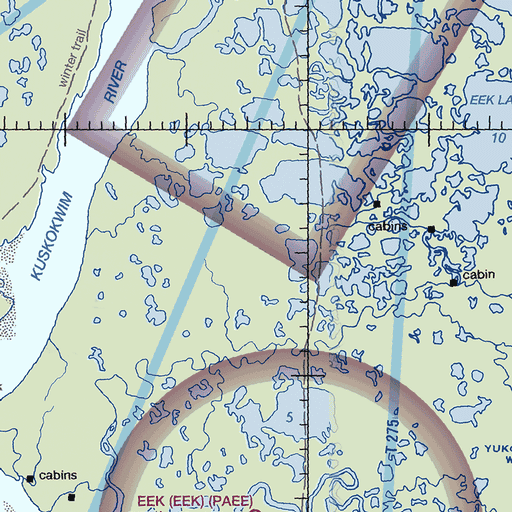 winter trail
RIVER
EEK LA
10
KUSKOKWIM
cabins
cabin
5
275
YUKO
W
cabins
EEK (EEK) (PAEE)